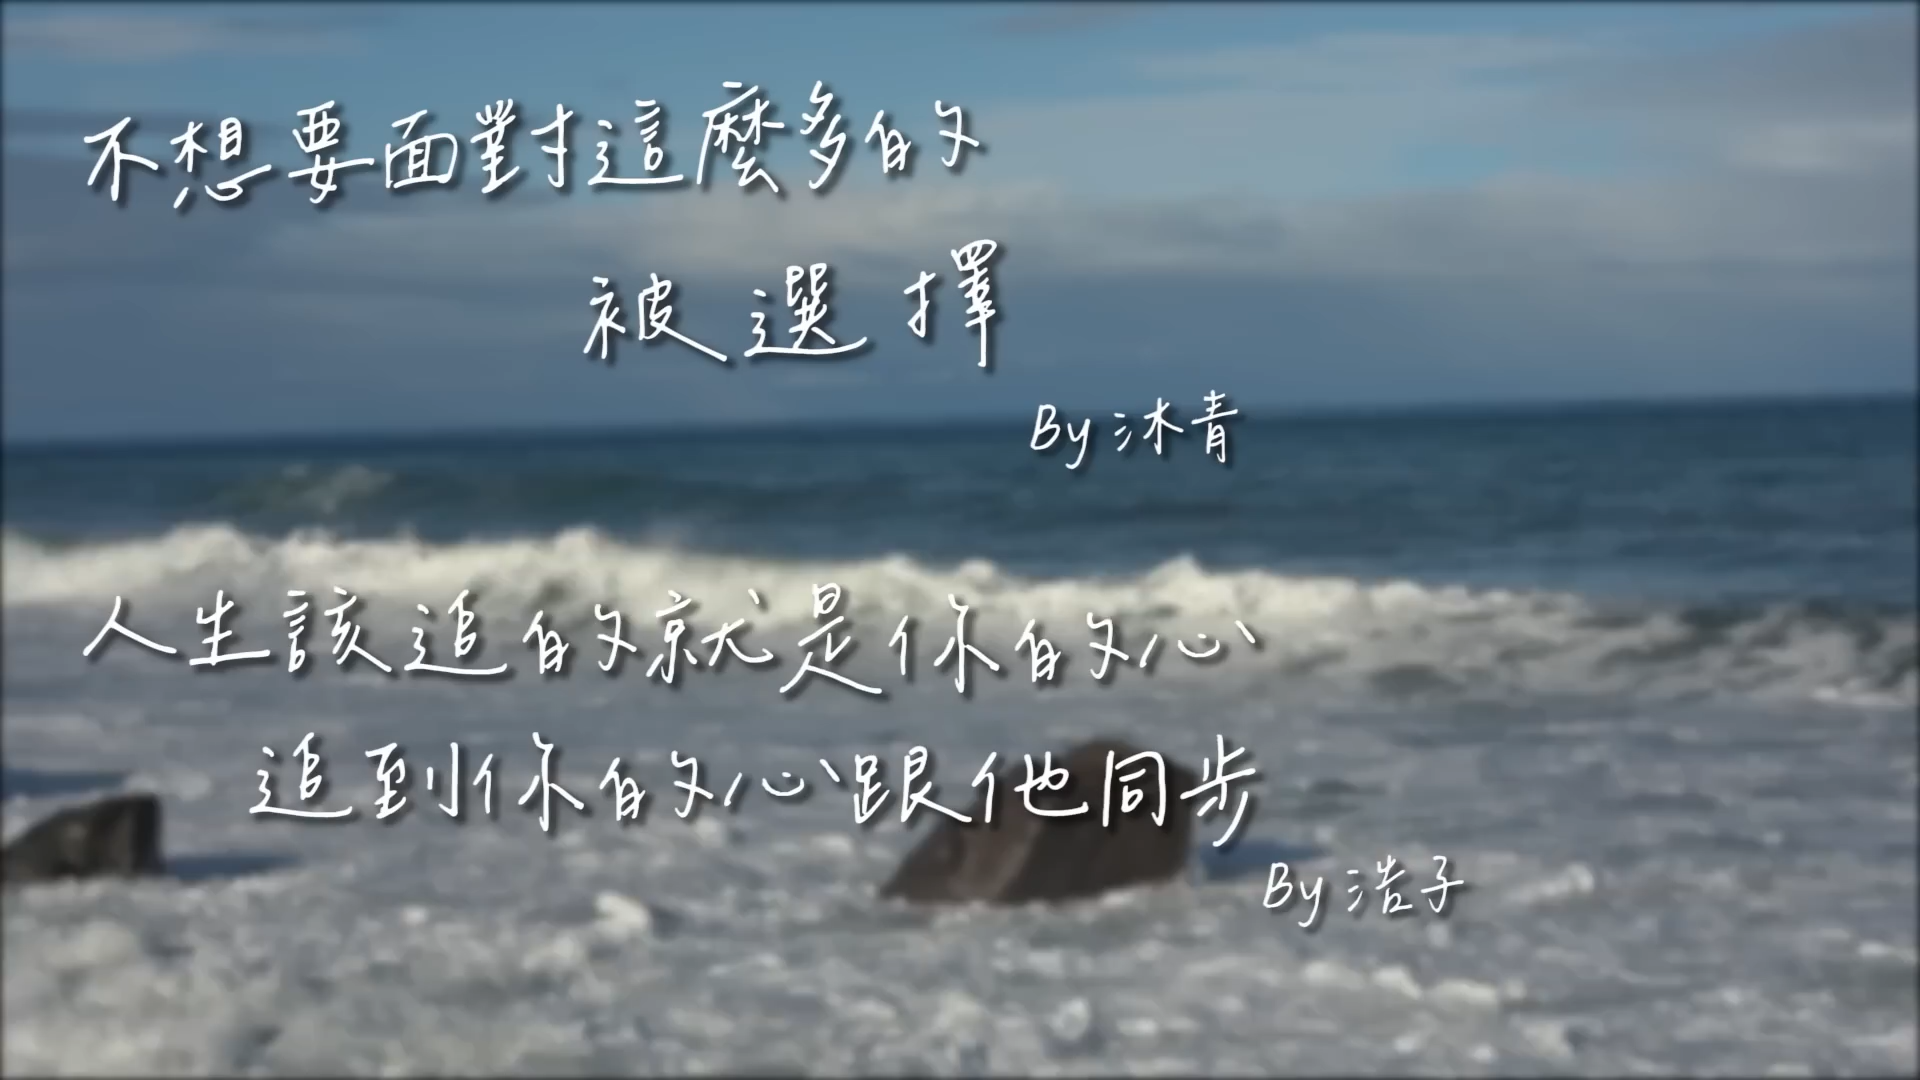 不想要面對這麼多的
被選擇
By 沐青
人生該追的就是你的心
追到你的心跟他同步
By 浩子